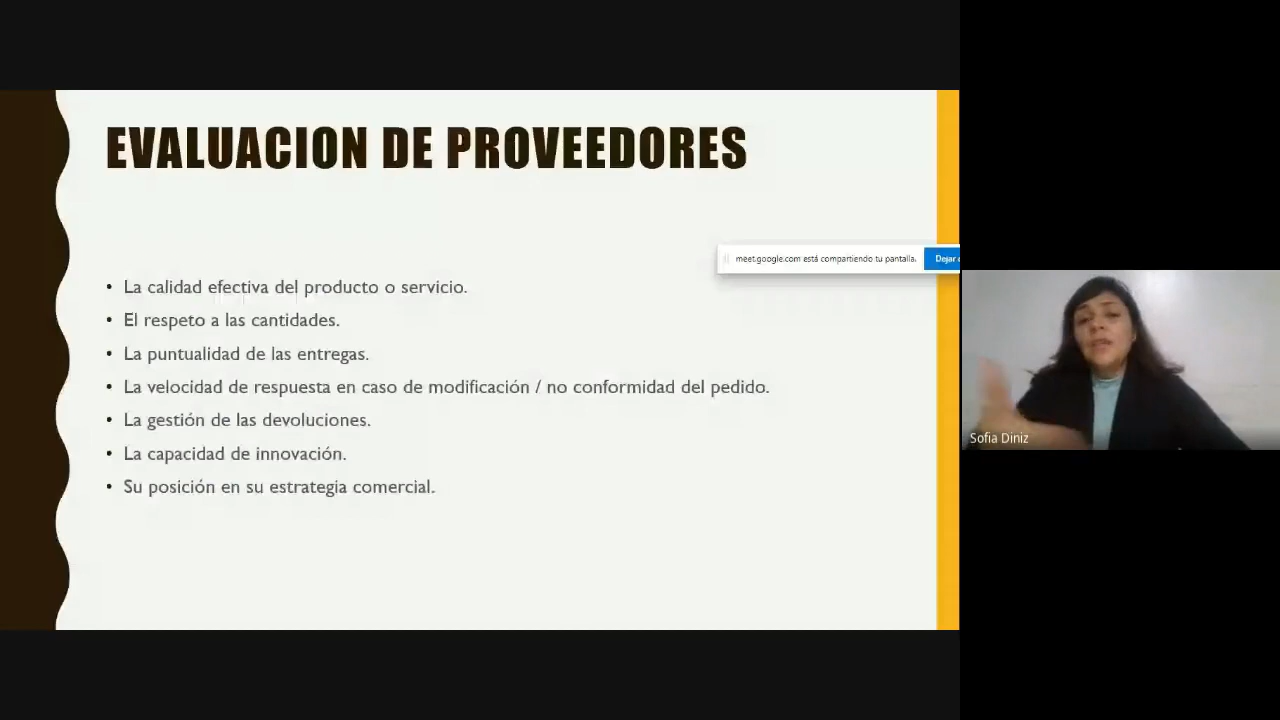 EVALUACION DE PROVEEDORES
meet.google.com está compartiendo tu pantalla.
Dejar
• La calidad efectiva del producto o servicio.
• El respeto a las cantidades.
• La puntualidad de las entregas.
• La velocidad de respuesta en caso de modificación / no conformidad del pedido.
• La gestión de las devoluciones.
• La capacidad de innovación.
• Su posición en su estrategia comercial.
Sofia Diniz